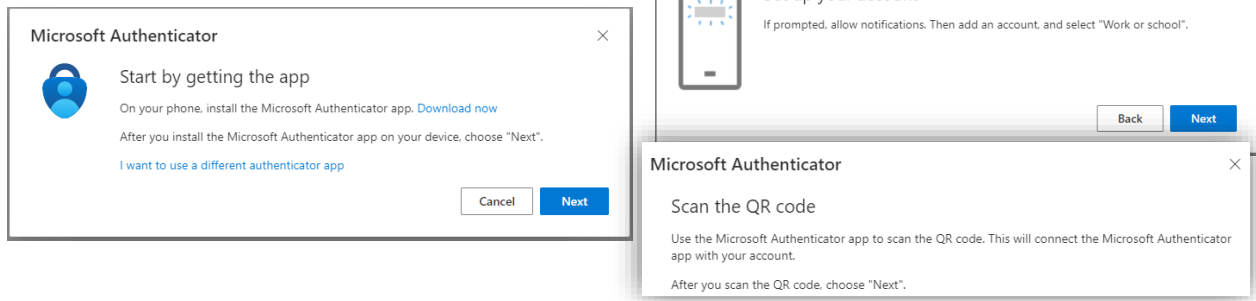 Microsoft Authenticator
Start by getting the app
On your phone, install the Microsoft Authenticator app. Download now
After you install the Microsoft Authenticator app on your device, choose "Next".
I want to use a different authenticator app
Cancel
Next
If prompted, allow notifications. Then add an account, and select "Work or school".
Back
Next
Microsoft Authenticator
Scan the QR code
Use the Microsoft Authenticator app to scan the QR code. This will connect the Microsoft Authenticator
app with your account.
After you scan the QR code, choose "Next".